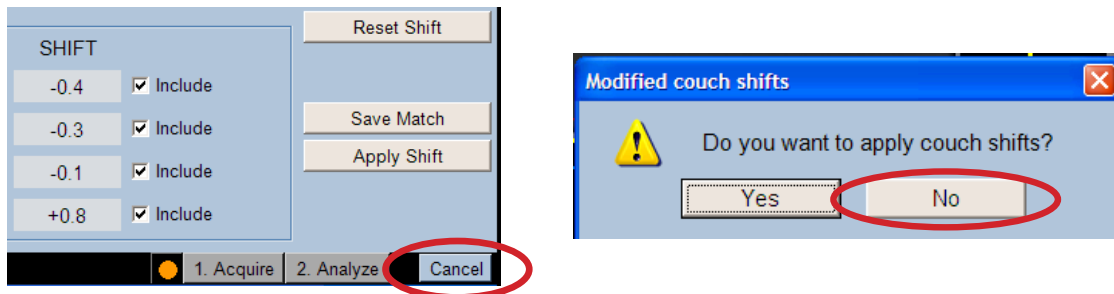 Reset Shift
SHIFT
-0.4 Include
-0.3 Include
Save Match
Apply Shift
-0.1 Include
+0.8 Include
1. Acquire 2. Analyze Cancel
Modified couch shifts
Do you want to apply couch shifts?
Yes No